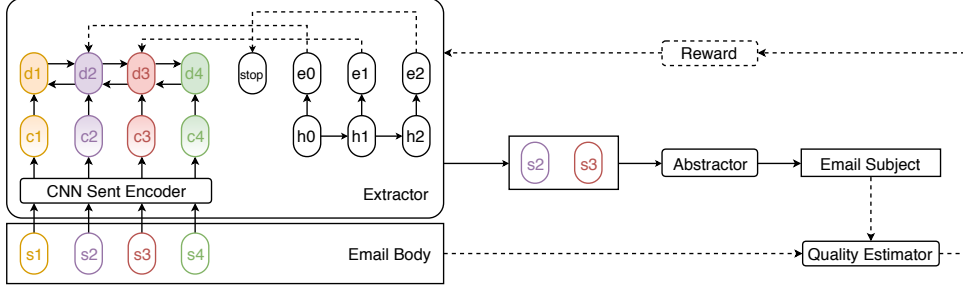 Reward
d1 d2 d3 d4 stop e0 e1 e2
c1 c2 c3 c4 h0 h1 h2
s2 s3 Abstractor Email Subject
CNN Sent Encoder
Extractor
s1 s2 s3 s4 Email Body Quality Estimator